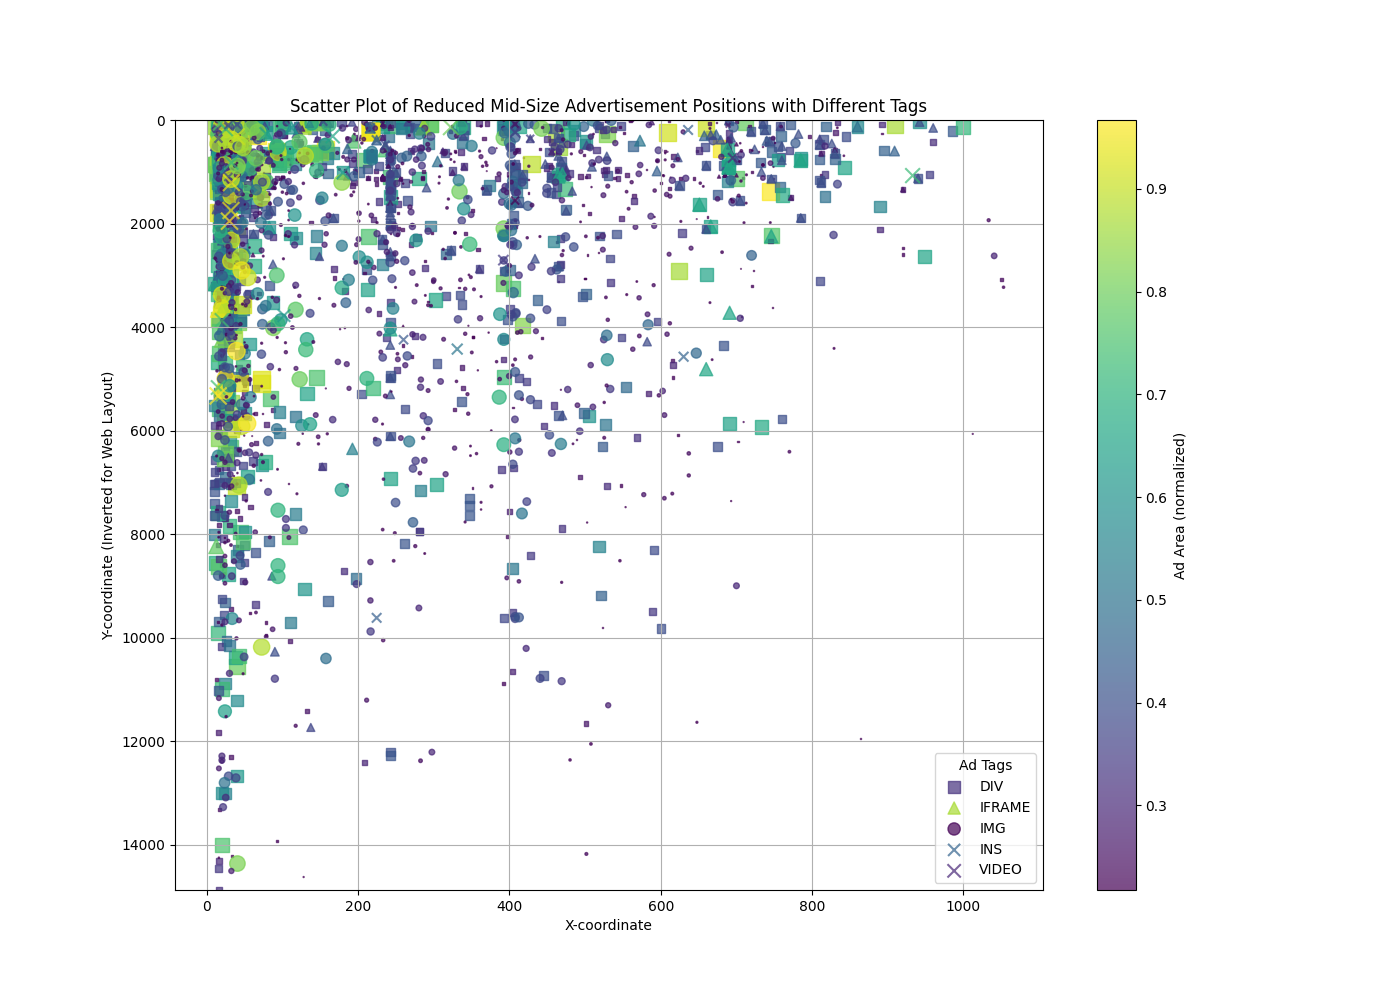 Scatter Plot of Reduced Mid-Size Advertisement Positions with Different Tags
0
2000
4000
6000
8000
10000
12000
14000
Y-coordinate (Inverted for Web Layout)
0
200
400
600
800
1000
X-coordinate
Ad Tags
DIV
IFRAME
IMG
INS
VIDEO
0.9
0.8
0.7
0.6
0.5
0.4
0.3
Ad Area (normalized)